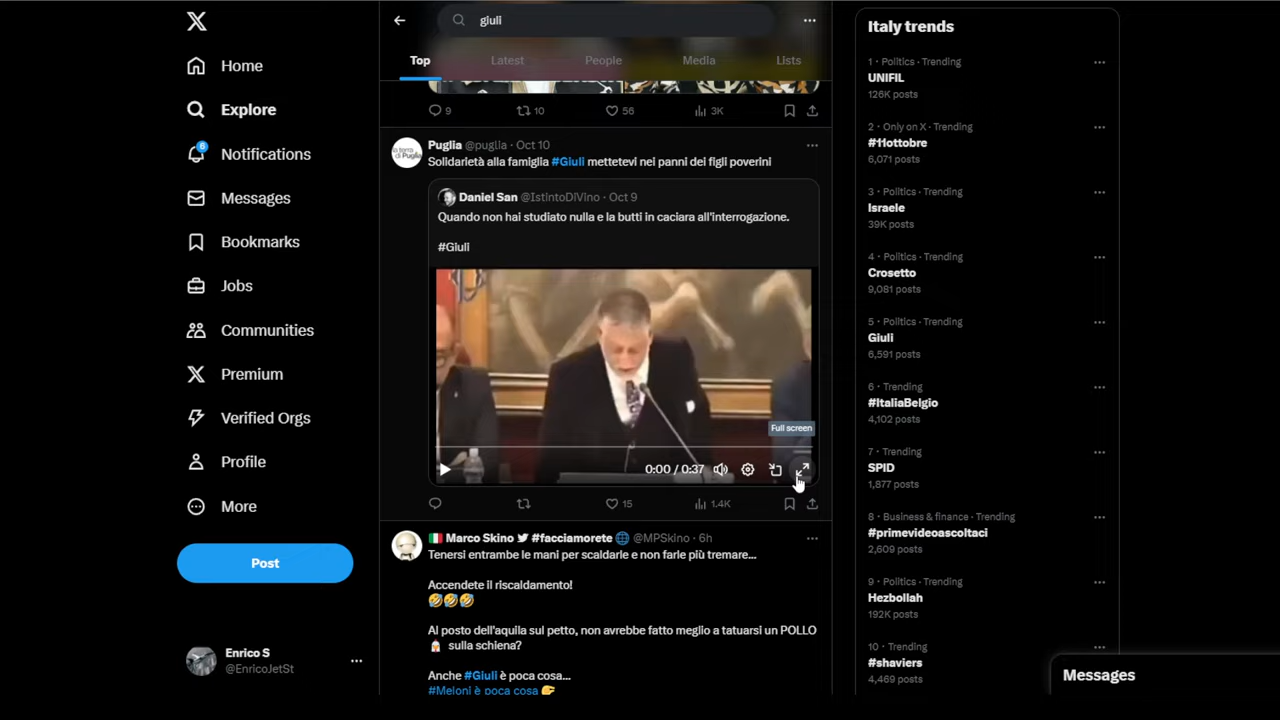 Home
Explore
6
Notifications
Messages
Bookmarks
Jobs
Communities
Premium
Verified Orgs
Profile
More
Post
Enrico S
@EnricoJetSt
giuli
Top
Latest
People
Media
Lists
9
10
56
3K
la terra di Puglia
Puglia @puglia · Oct 10
Solidarietà alla famiglia #Giuli mettetevi nei panni dei figli poverini
Daniel San @IstintoDiVino · Oct 9
Quando non hai studiato nulla e la butti in caciara all'interrogazione.
#Giuli
Full screen
0:00 / 0:37
15
1.4K
Marco Skino #facciamorete @MPSkino · 6h
Tenersi entrambe le mani per scaldarle e non farle più tremare...
Accendete il riscaldamento!
🤣🤣🤣
Al posto dell'aquila sul petto, non avrebbe fatto meglio a tatuarsi un POLLO
sulla schiena?
Anche #Giuli è poca cosa...
#Meloni è poca cosa 👉
Italy trends
1 · Politics · Trending
UNIFIL
126K posts
2 · Only on X · Trending
#11ottobre
6,071 posts
3 · Politics · Trending
Israele
39K posts
4 · Politics · Trending
Crosetto
9,081 posts
5 · Politics · Trending
Giuli
6,591 posts
6 · Trending
#ItaliaBelgio
4,102 posts
7 · Trending
SPID
1,877 posts
8 · Business & finance · Trending
#primevideoascoltaci
2,609 posts
9 · Politics · Trending
Hezbollah
192K posts
10 · Trending
#shaviers
4,469 posts
Messages